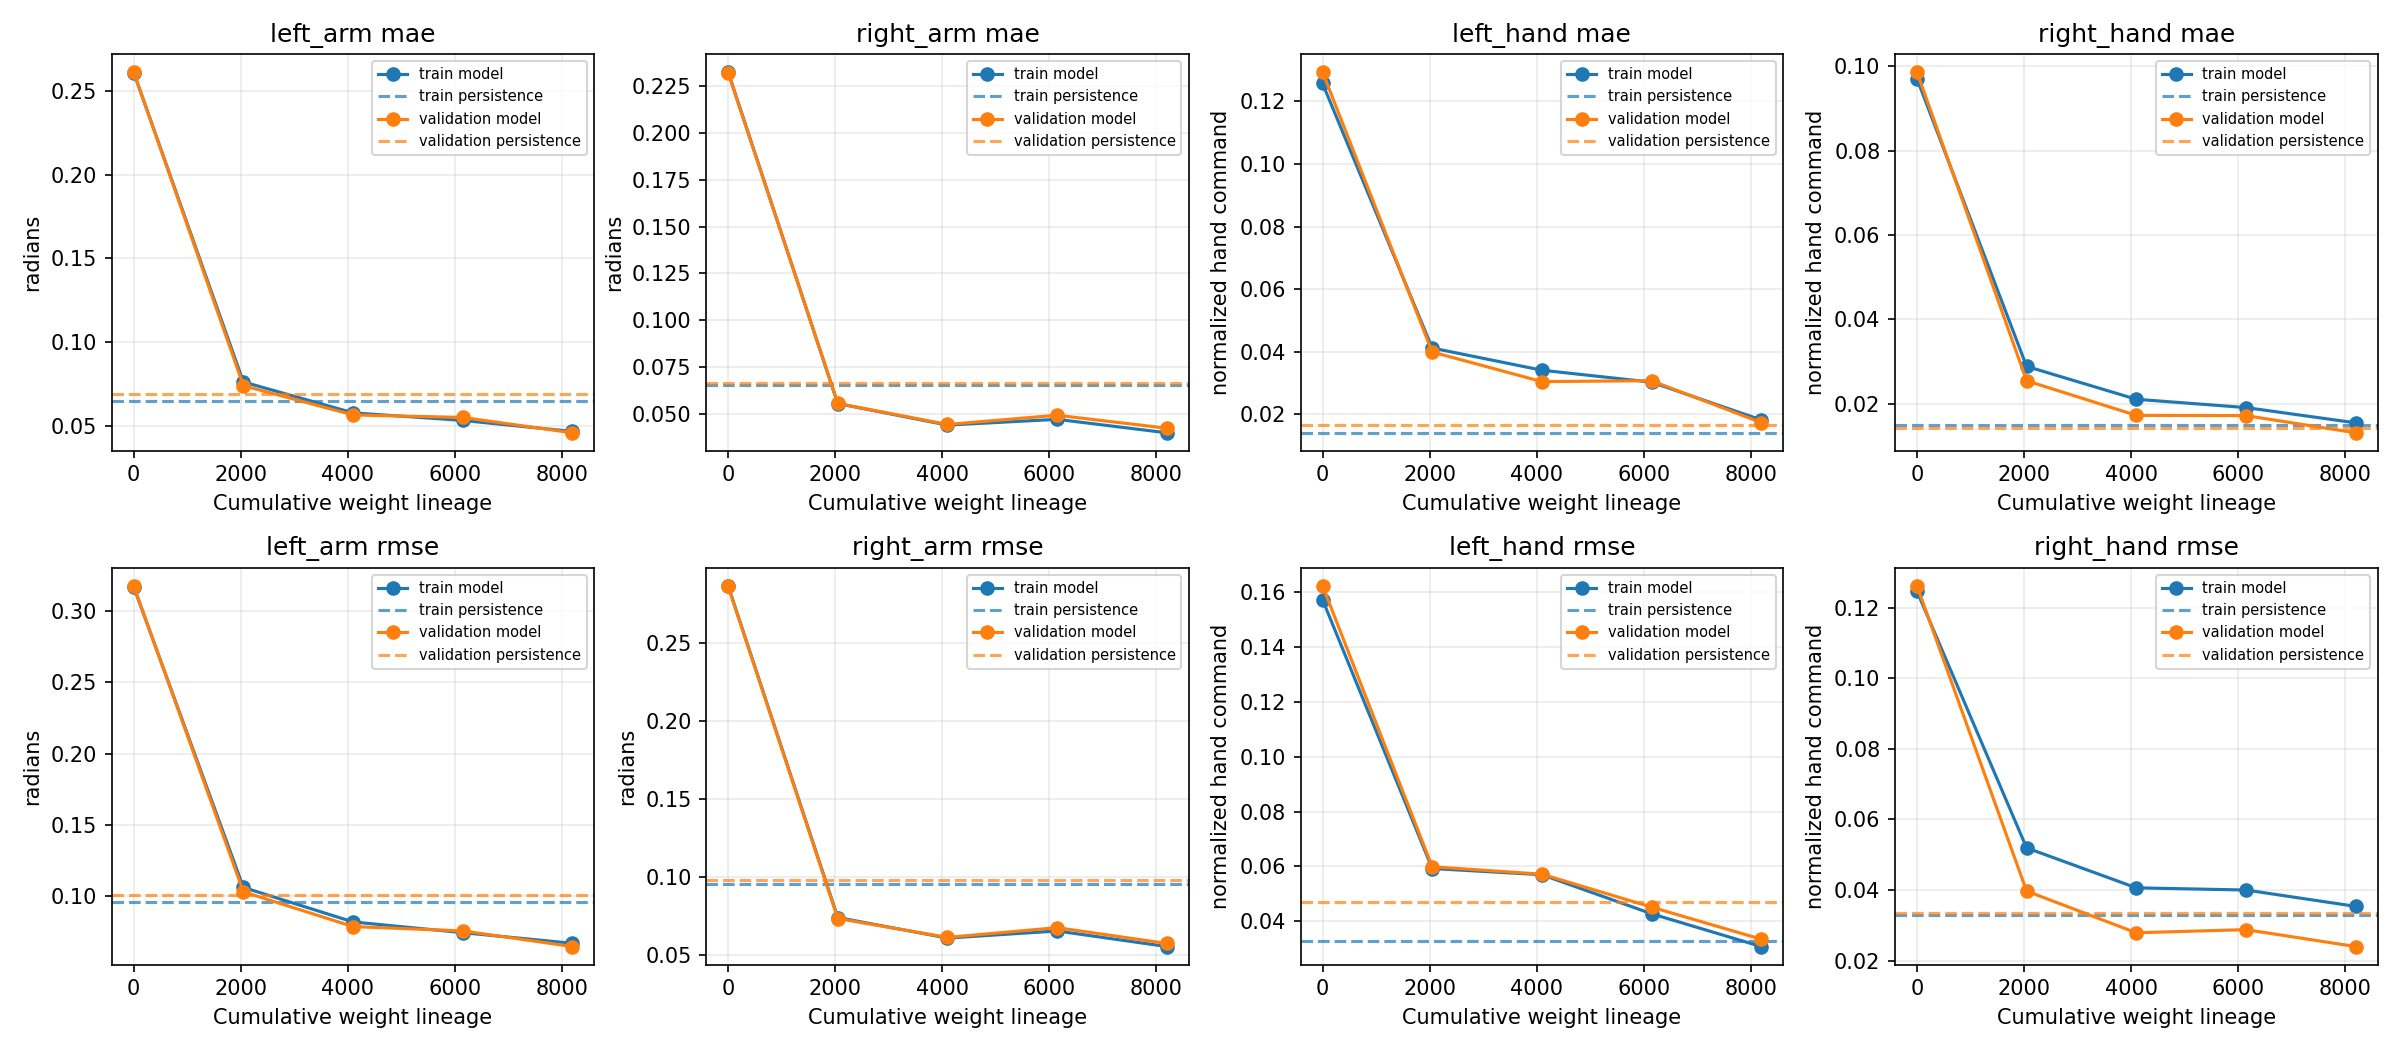 left_arm mae
0.25
0.20
0.15
0.10
0.05
radians
train model
train persistence
validation model
validation persistence
0 2000 4000 6000 8000
Cumulative weight lineage
right_arm mae
0.225
0.200
0.175
0.150
0.125
0.100
0.075
0.050
radians
train model
train persistence
validation model
validation persistence
0 2000 4000 6000 8000
Cumulative weight lineage
left_hand mae
0.12
0.10
0.08
0.06
0.04
0.02
normalized hand command
train model
train persistence
validation model
validation persistence
0 2000 4000 6000 8000
Cumulative weight lineage
right_hand mae
0.10
0.08
0.06
0.04
0.02
normalized hand command
train model
train persistence
validation model
validation persistence
0 2000 4000 6000 8000
Cumulative weight lineage
left_arm rmse
0.30
0.25
0.20
0.15
0.10
radians
train model
train persistence
validation model
validation persistence
0 2000 4000 6000 8000
Cumulative weight lineage
right_arm rmse
0.25
0.20
0.15
0.10
0.05
radians
train model
train persistence
validation model
validation persistence
0 2000 4000 6000 8000
Cumulative weight lineage
left_hand rmse
0.16
0.14
0.12
0.10
0.08
0.06
0.04
normalized hand command
train model
train persistence
validation model
validation persistence
0 2000 4000 6000 8000
Cumulative weight lineage
right_hand rmse
0.12
0.10
0.08
0.06
0.04
0.02
normalized hand command
train model
train persistence
validation model
validation persistence
0 2000 4000 6000 8000
Cumulative weight lineage